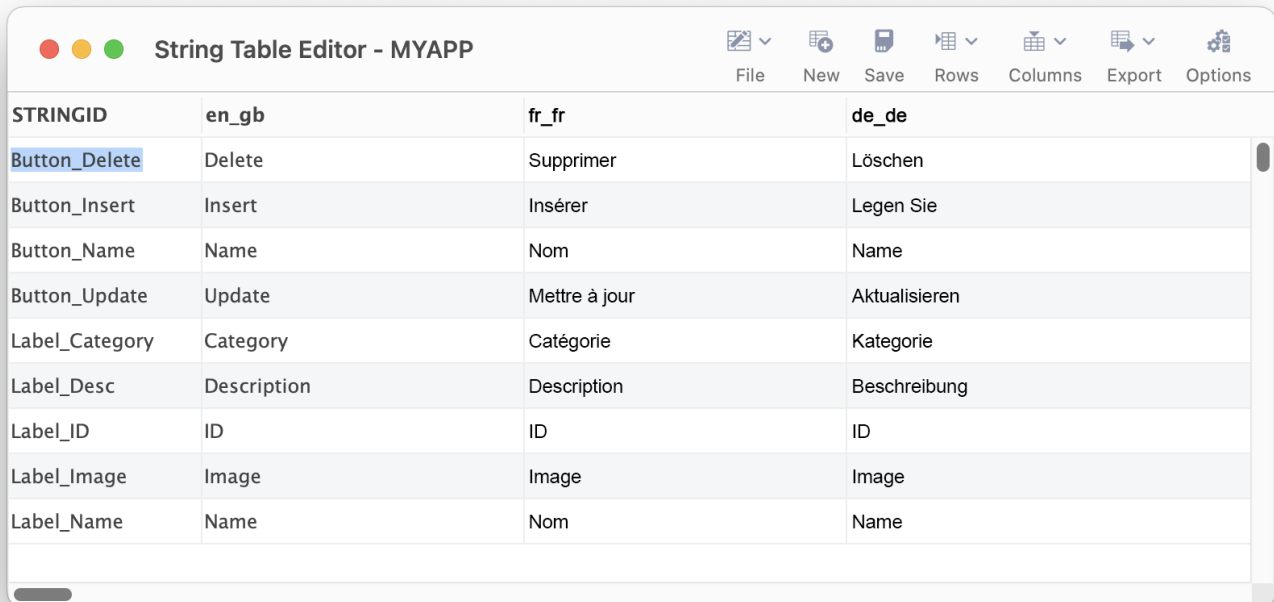 String Table Editor - MYAPP
File New Save Rows Columns Export Options
STRINGID en_gb fr_fr de_de
Button_Delete Delete Supprimer Löschen
Button_Insert Insert Insérer Legen Sie
Button_Name Name Nom Name
Button_Update Update Mettre à jour Aktualisieren
Label_Category Category Catégorie Kategorie
Label_Desc Description Description Beschreibung
Label_ID ID ID ID
Label_Image Image Image Image
Label_Name Name Nom Name